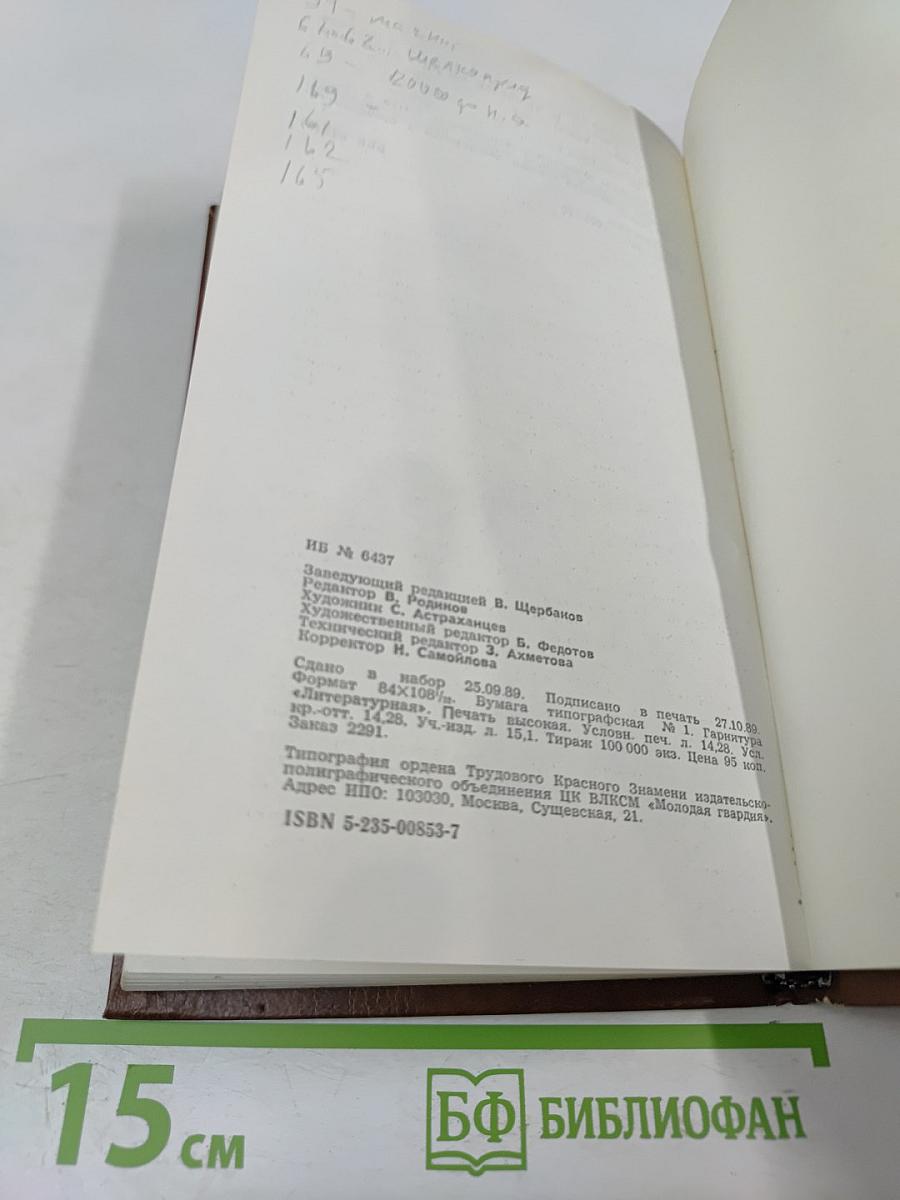 169
161
162
165
ИБ № 6437
Заведующий редакцией В. Щербаков
Редактор В. Родиков
Художник С. Астраханцев
Художественный редактор Б. Федотов
Технический редактор З. Ахметова
Корректор Н. Самойлова
Сдано в набор 25.09.89. Подписано в печать 27.10.89.
Формат 84×108¹/₃₂. Бумага типографская № 1. Гарнитура
«Литературная». Печать высокая. Условн. печ. л. 14,28. Усл.
кр.-отт. 14,28. Уч.-изд. л. 15,1. Тираж 100 000 экз. Цена 95 коп.
Заказ 2291.
Типография ордена Трудового Красного Знамени издательско-
полиграфического объединения ЦК ВЛКСМ «Молодая гвардия».
Адрес ИПО: 103030, Москва, Сущевская, 21.
ISBN 5-235-00853-7
15 см
БФ БИБЛИОФАН